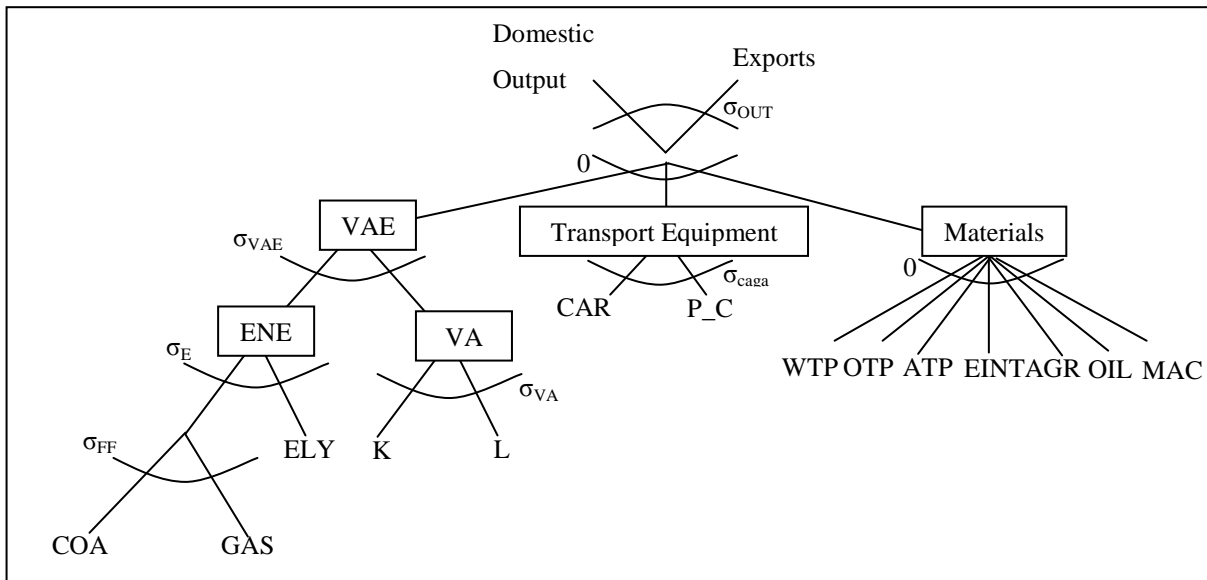 Domestic
Output
Exports
σOUT
0
VAE
Transport Equipment
Materials
σVAE
σcaga
0
CAR
P_C
ENE
VA
σE
σVA
WTP OTP ATP EINTAGR OIL MAC
ELY
K
L
σFF
COA
GAS